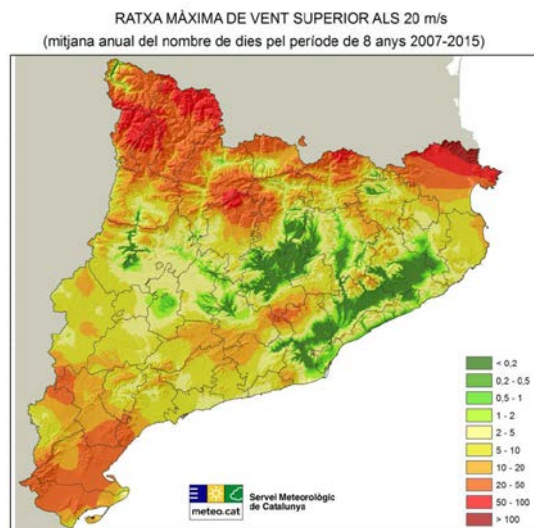 RATXA MÀXIMA DE VENT SUPERIOR ALS 20 m/s
(mitjana anual del nombre de dies pel període de 8 anys 2007-2015)
< 0,2
0,2 - 0,5
0,5 - 1
1 - 2
2 - 5
5 - 10
10 - 20
20 - 50
50 - 100
> 100
meteo.cat
Servei Meteorològic
de Catalunya